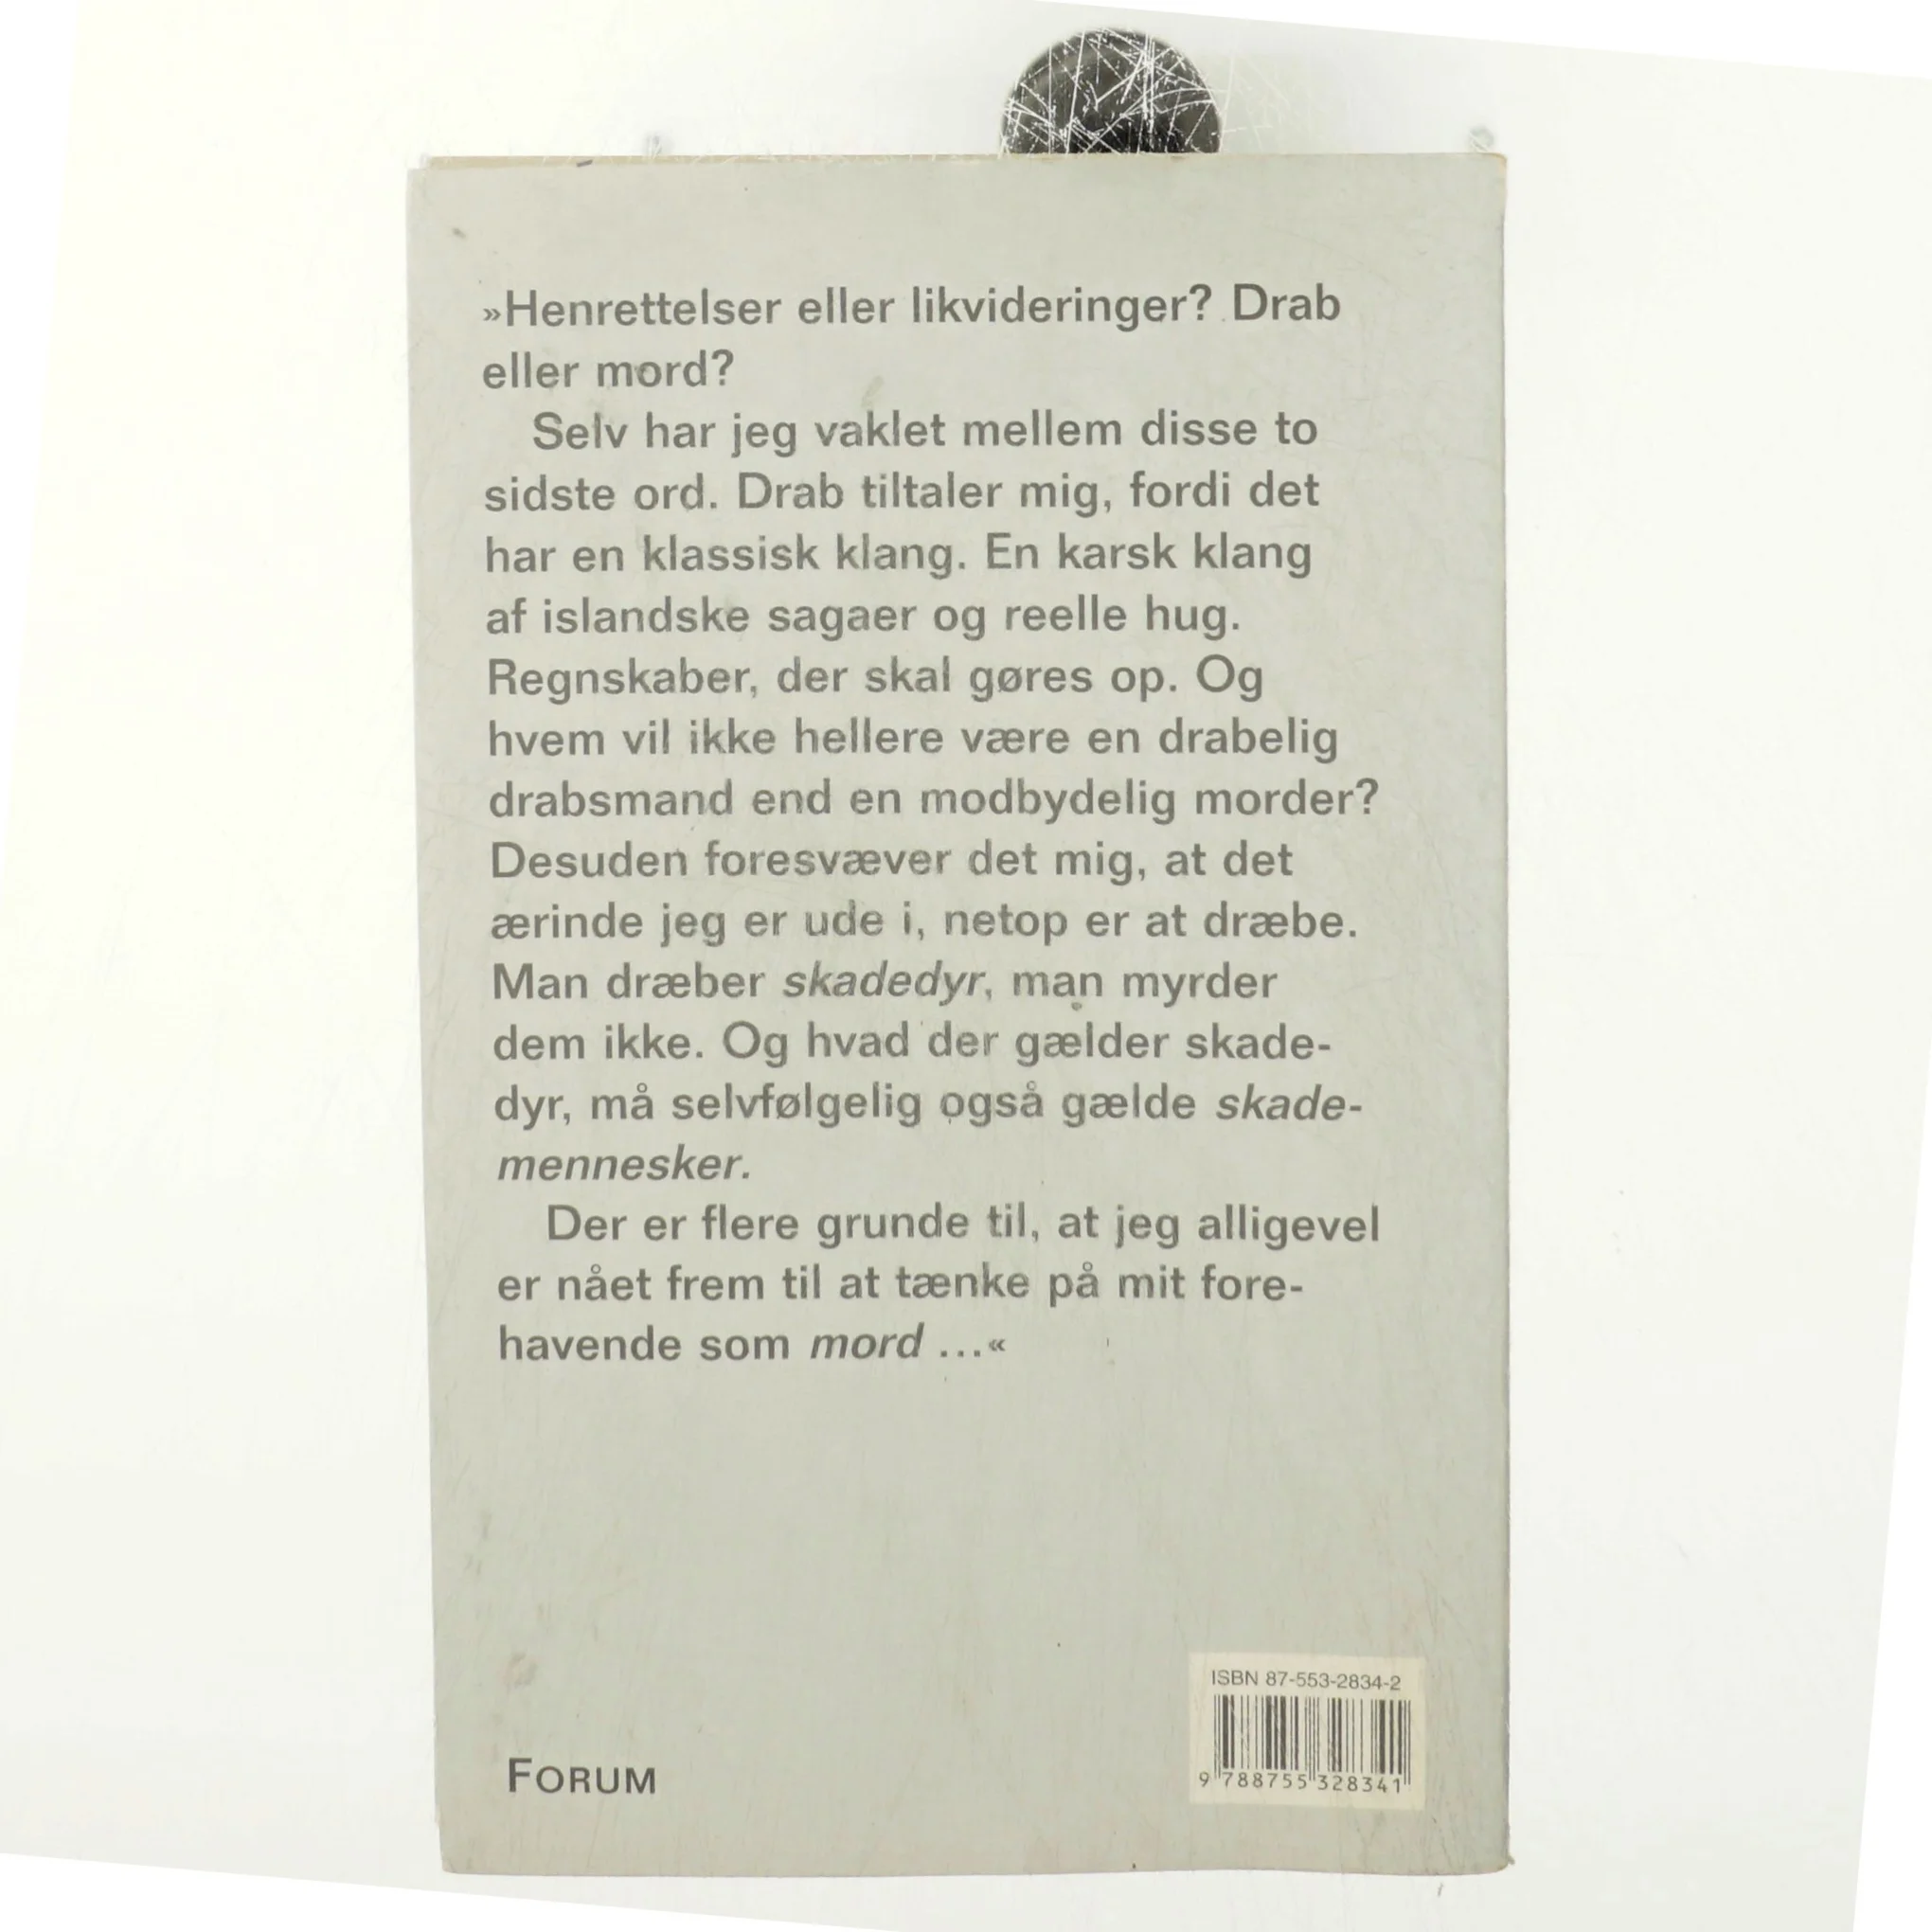 »Henrettelser eller likvideringer? Drab
eller mord?
Selv har jeg vaklet mellem disse to
sidste ord. Drab tiltaler mig, fordi det
har en klassisk klang. En karsk klang
af islandske sagaer og reelle hug.
Regnskaber, der skal gøres op. Og
hvem vil ikke hellere være en drabelig
drabsmand end en modbydelig morder?
Desuden foresvæver det mig, at det
ærinde jeg er ude i, netop er at dræbe.
Man dræber skadedyr, man myrder
dem ikke. Og hvad der gælder skade-
dyr, må selvfølgelig også gælde skade-
mennesker.
Der er flere grunde til, at jeg alligevel
er nået frem til at tænke på mit fore-
havende som mord ...«
ISBN 87-553-2834-2
9 788755 328341
FORUM